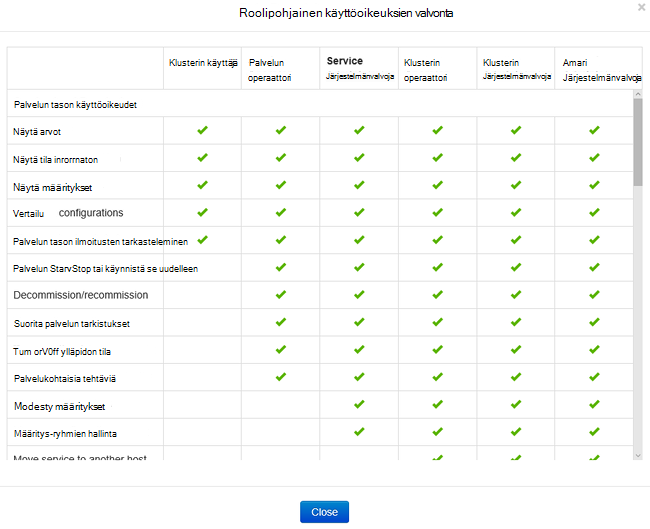 Roolipohjainen käyttöoikeuksien valvonta
×
Klusterin käyttäjä
Palvelun operaattori
Service Järjestelmänvalvoja
Klusterin operaattori
Klusterin Järjestelmänvalvoja
Amari Järjestelmänvalvoja
Palvelun tason käyttöoikeudet
Näytä arvot
Näytä tila inrorrnaton
Näytä määritykset
Vertailu configurations
Palvelun tason ilmoitusten tarkasteleminen
Palvelun StarvStop tai käynnistä se uudelleen
Decommission/recommission
Suorita palvelun tarkistukset
Tum orV0ff ylläpidon tila
Palvelukohtaisia tehtäviä
Modesty määritykset
Määritys-ryhmien hallinta
Move service to another host
Close